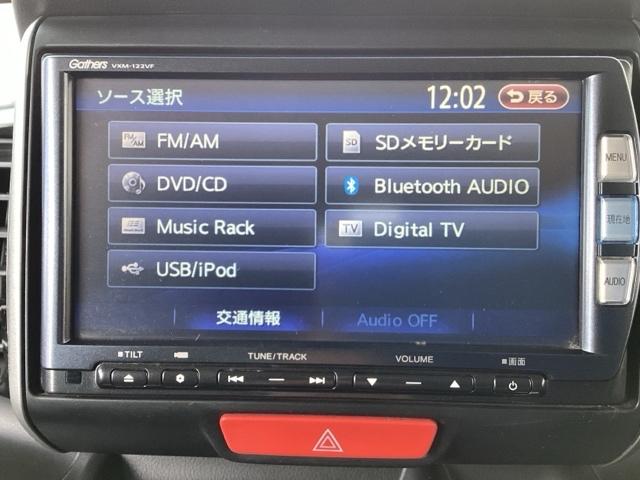 Gathers VXM-122VF
ソース選択 12:02 戻る
FM/AM
SD SDメモリーカード
DVD/CD
Bluetooth AUDIO
Music Rack
TV Digital TV
USB/iPod
交通情報 Audio OFF
MENU
現在地
AUDIO
TILT TUNE/TRACK VOLUME 画面